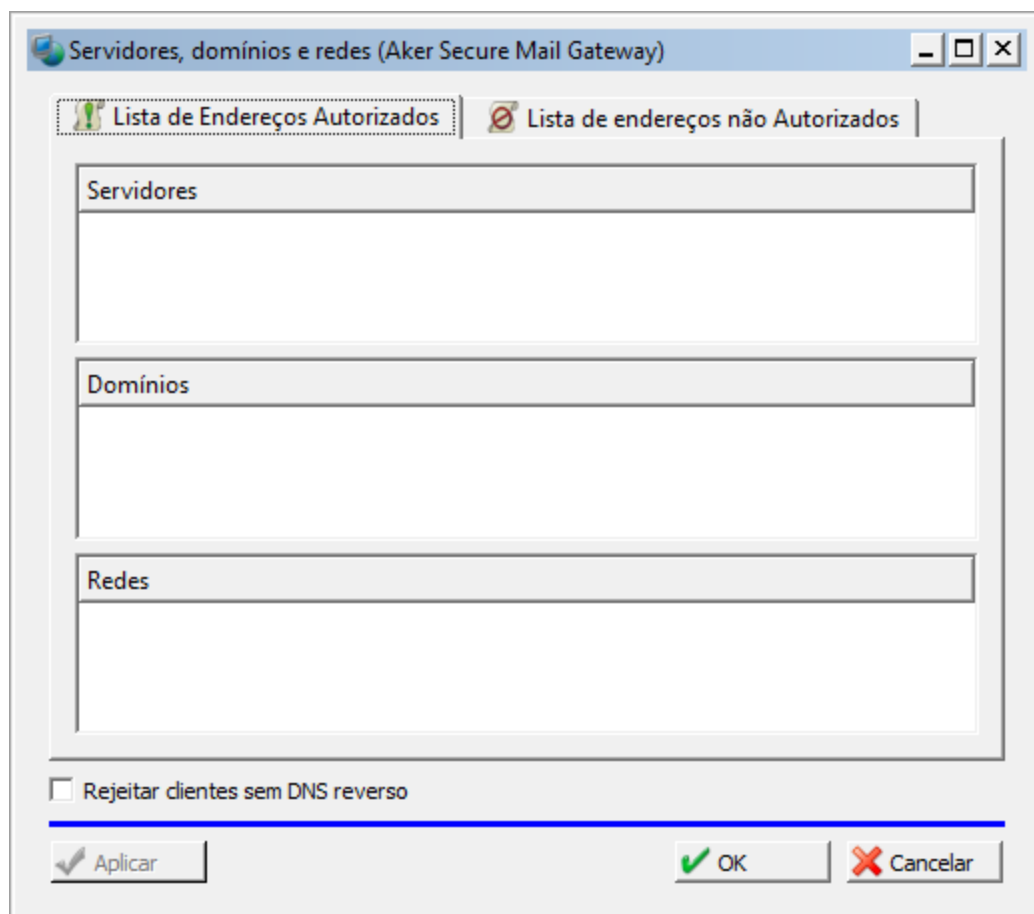 Servidores, domínios e redes (Aker Secure Mail Gateway)
Lista de Endereços Autorizados
Lista de endereços não Autorizados
Servidores
Domínios
Redes
Rejeitar clientes sem DNS reverso
Aplicar
OK
Cancelar